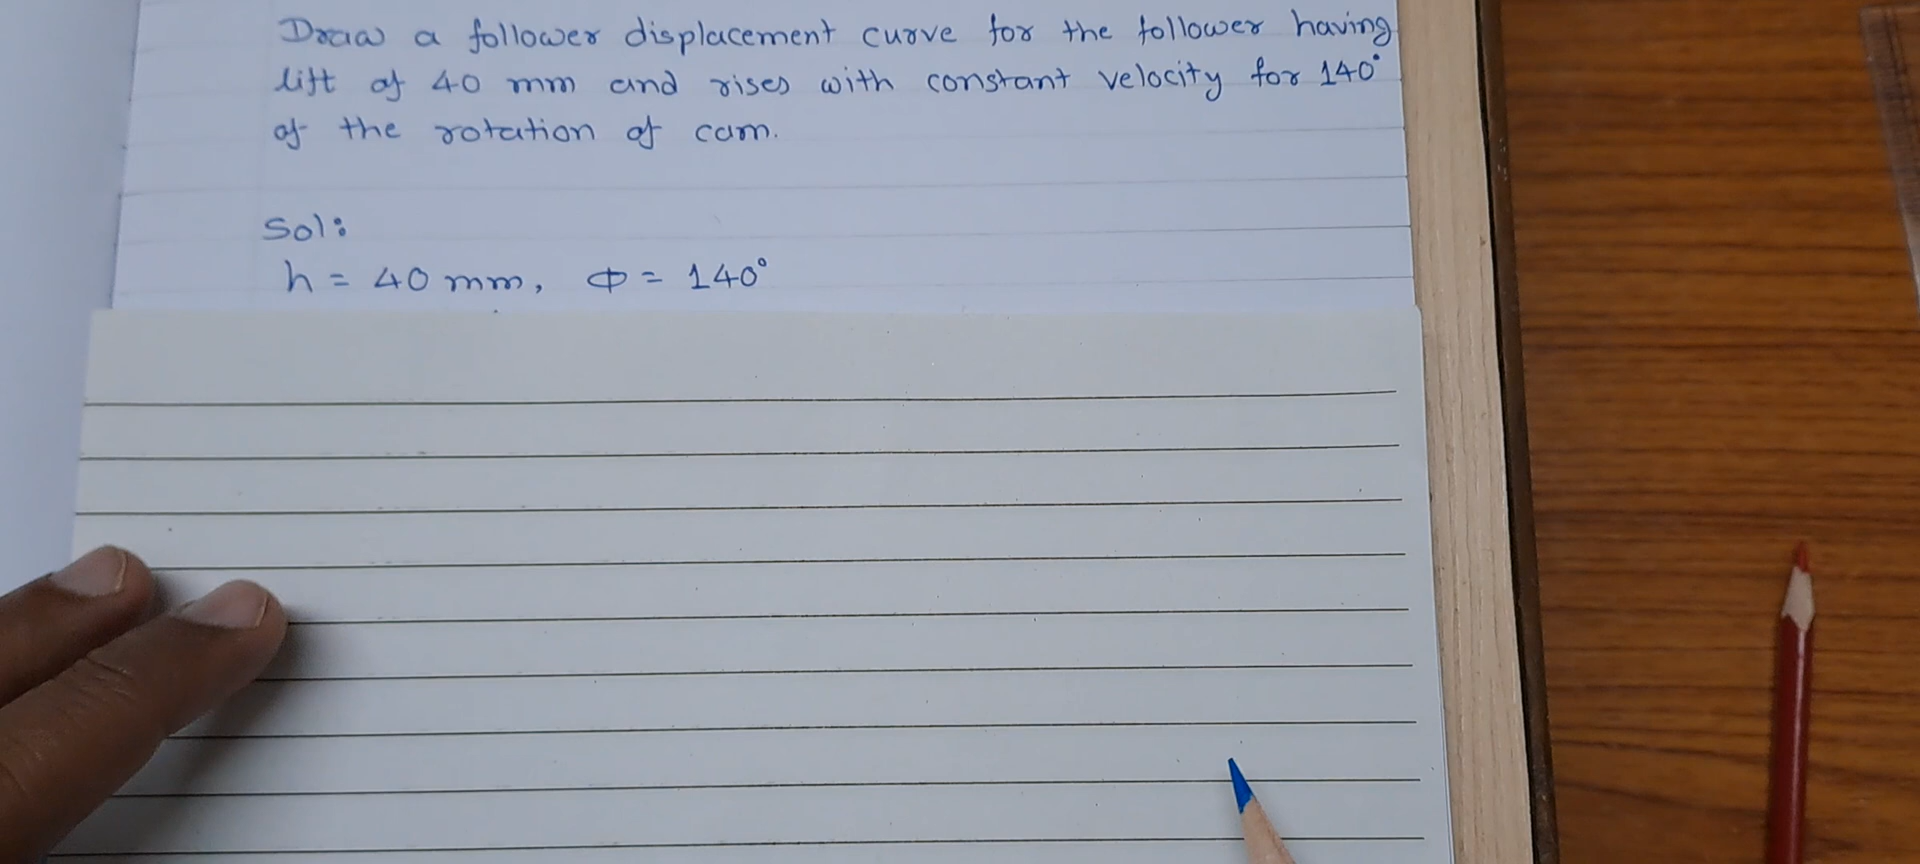 Draw a follower displacement curve for the follower having
lift of 40 mm and rises with constant velocity for 140°
of the rotation of cam.
Sol:
h = 40 mm, Φ = 140°